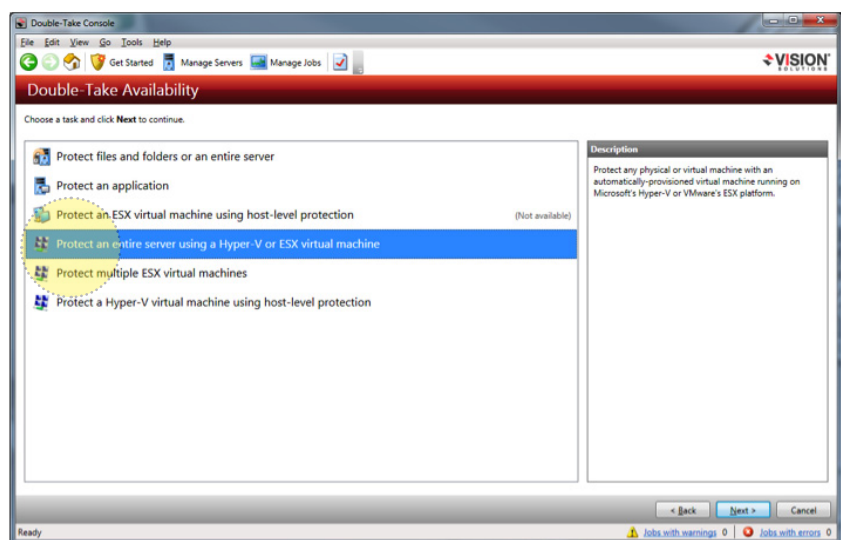 Double-Take Console
File Edit View Go Tools Help
Get Started Manage Servers Manage Jobs
VISION
SOLUTIONS
Double-Take Availability
Choose a task and click Next to continue.
Protect files and folders or an entire server
Protect an application
Protect an ESX virtual machine using host-level protection (Not available)
Protect an entire server using a Hyper-V or ESX virtual machine
Protect multiple ESX virtual machines
Protect a Hyper-V virtual machine using host-level protection
Description
Protect any physical or virtual machine with an
automatically-provisioned virtual machine running on
Microsoft's Hyper-V or VMware's ESX platform.
< Back Next > Cancel
Ready Jobs with warnings 0 Jobs with errors 0